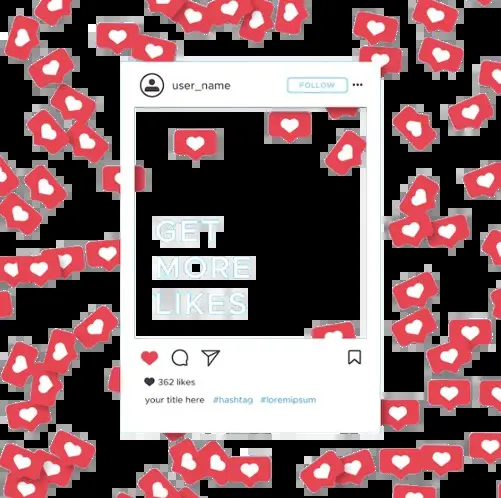 user_name
FOLLOW
GET
MORE
LIKES
362 likes
your title here #hashtag #loremipsum